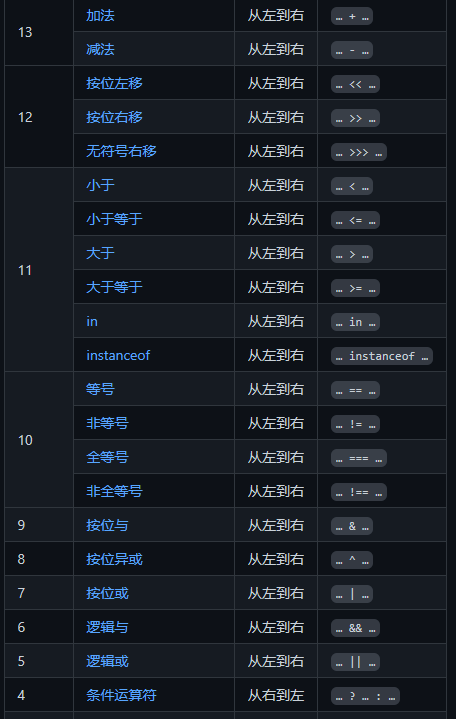 13 加法 从左到右 … + …
减法 从左到右 … - …
12 按位左移 从左到右 … << …
按位右移 从左到右 … >> …
无符号右移 从左到右 … >>> …
11 小于 从左到右 … < …
小于等于 从左到右 … <= …
大于 从左到右 … > …
大于等于 从左到右 … >= …
in 从左到右 … in …
instanceof 从左到右 … instanceof …
10 等号 从左到右 … == …
非等号 从左到右 … != …
全等号 从左到右 … === …
非全等号 从左到右 … !== …
9 按位与 从左到右 … & …
8 按位异或 从左到右 … ^ …
7 按位或 从左到右 … | …
6 逻辑与 从左到右 … && …
5 逻辑或 从左到右 … || …
4 条件运算符 从右到左 … ? … : …